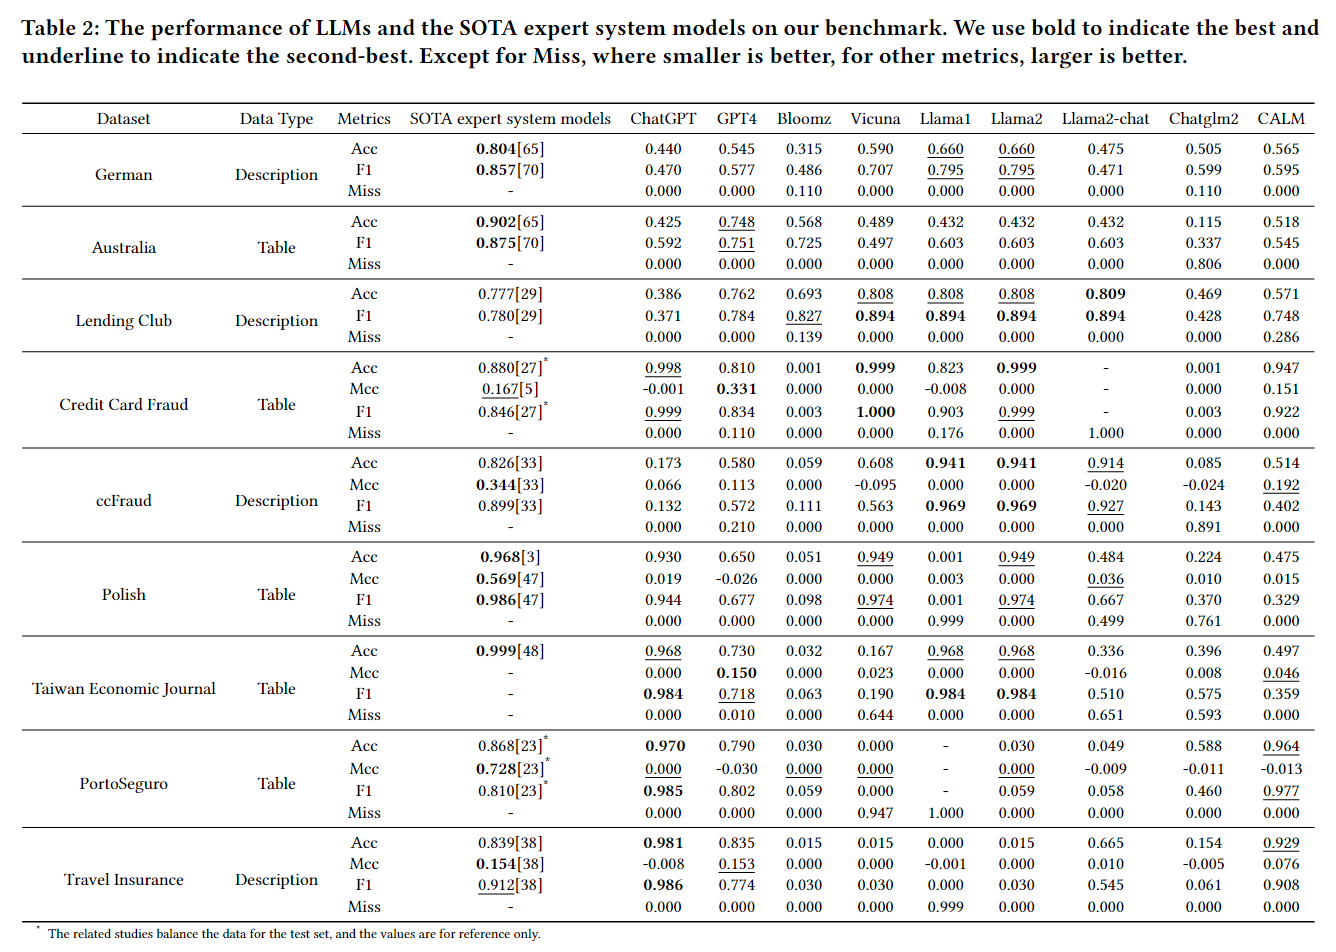 Table 2: The performance of LLMs and the SOTA expert system models on our benchmark. We use bold to indicate the best and
underline to indicate the second-best. Except for Miss, where smaller is better, for other metrics, larger is better.
Dataset Data Type Metrics SOTA expert system models ChatGPT GPT4 Bloomz Vicuna Llama1 Llama2 Llama2-chat Chatglm2 CALM
German Description
Acc 0.804[65] 0.440 0.545 0.315 0.590 0.660 0.660 0.475 0.505 0.565
F1 0.857[70] 0.470 0.577 0.486 0.707 0.795 0.795 0.471 0.599 0.595
Miss - 0.000 0.000 0.110 0.000 0.000 0.000 0.000 0.110 0.000
Australia Table
Acc 0.902[65] 0.425 0.748 0.568 0.489 0.432 0.432 0.432 0.115 0.518
F1 0.875[70] 0.592 0.751 0.725 0.497 0.603 0.603 0.603 0.337 0.545
Miss - 0.000 0.000 0.000 0.000 0.000 0.000 0.000 0.806 0.000
Lending Club Description
Acc 0.777[29] 0.386 0.762 0.693 0.808 0.808 0.808 0.809 0.469 0.571
F1 0.780[29] 0.371 0.784 0.827 0.894 0.894 0.894 0.894 0.428 0.748
Miss - 0.000 0.000 0.139 0.000 0.000 0.000 0.000 0.000 0.286
Credit Card Fraud Table
Acc 0.880[27]* 0.998 0.810 0.001 0.999 0.823 0.999 - 0.001 0.947
Mcc 0.167[5] -0.001 0.331 0.000 0.000 -0.008 0.000 - 0.000 0.151
F1 0.846[27]* 0.999 0.834 0.003 1.000 0.903 0.999 - 0.003 0.922
Miss - 0.000 0.110 0.000 0.000 0.176 0.000 1.000 0.000 0.000
ccFraud Description
Acc 0.826[33] 0.173 0.580 0.059 0.608 0.941 0.941 0.914 0.085 0.514
Mcc 0.344[33] 0.066 0.113 0.000 -0.095 0.000 0.000 -0.020 -0.024 0.192
F1 0.899[33] 0.132 0.572 0.111 0.563 0.969 0.969 0.927 0.143 0.402
Miss - 0.000 0.210 0.000 0.000 0.000 0.000 0.000 0.891 0.000
Polish Table
Acc 0.968[3] 0.930 0.650 0.051 0.949 0.001 0.949 0.484 0.224 0.475
Mcc 0.569[47] 0.019 -0.026 0.000 0.000 0.003 0.000 0.036 0.010 0.015
F1 0.986[47] 0.944 0.677 0.098 0.974 0.001 0.974 0.667 0.370 0.329
Miss - 0.000 0.000 0.000 0.000 0.999 0.000 0.499 0.761 0.000
Taiwan Economic Journal Table
Acc 0.999[48] 0.968 0.730 0.032 0.167 0.968 0.968 0.336 0.396 0.497
Mcc - 0.000 0.150 0.000 0.023 0.000 0.000 -0.016 0.008 0.046
F1 - 0.984 0.718 0.063 0.190 0.984 0.984 0.510 0.575 0.359
Miss - 0.000 0.010 0.000 0.644 0.000 0.000 0.651 0.593 0.000
PortoSeguro Table
Acc 0.868[23]* 0.970 0.790 0.030 0.000 - 0.030 0.049 0.588 0.964
Mcc 0.728[23]* 0.000 -0.030 0.000 0.000 - 0.000 -0.009 -0.011 -0.013
F1 0.810[23]* 0.985 0.802 0.059 0.000 - 0.059 0.058 0.460 0.977
Miss - 0.000 0.000 0.000 0.947 1.000 0.000 0.000 0.000 0.000
Travel Insurance Description
Acc 0.839[38] 0.981 0.835 0.015 0.015 0.000 0.015 0.665 0.154 0.929
Mcc 0.154[38] -0.008 0.153 0.000 0.000 -0.001 0.000 0.010 -0.005 0.076
F1 0.912[38] 0.986 0.774 0.030 0.030 0.000 0.030 0.545 0.061 0.908
Miss - 0.000 0.000 0.000 0.000 0.999 0.000 0.000 0.000 0.000
* The related studies balance the data for the test set, and the values are for reference only.